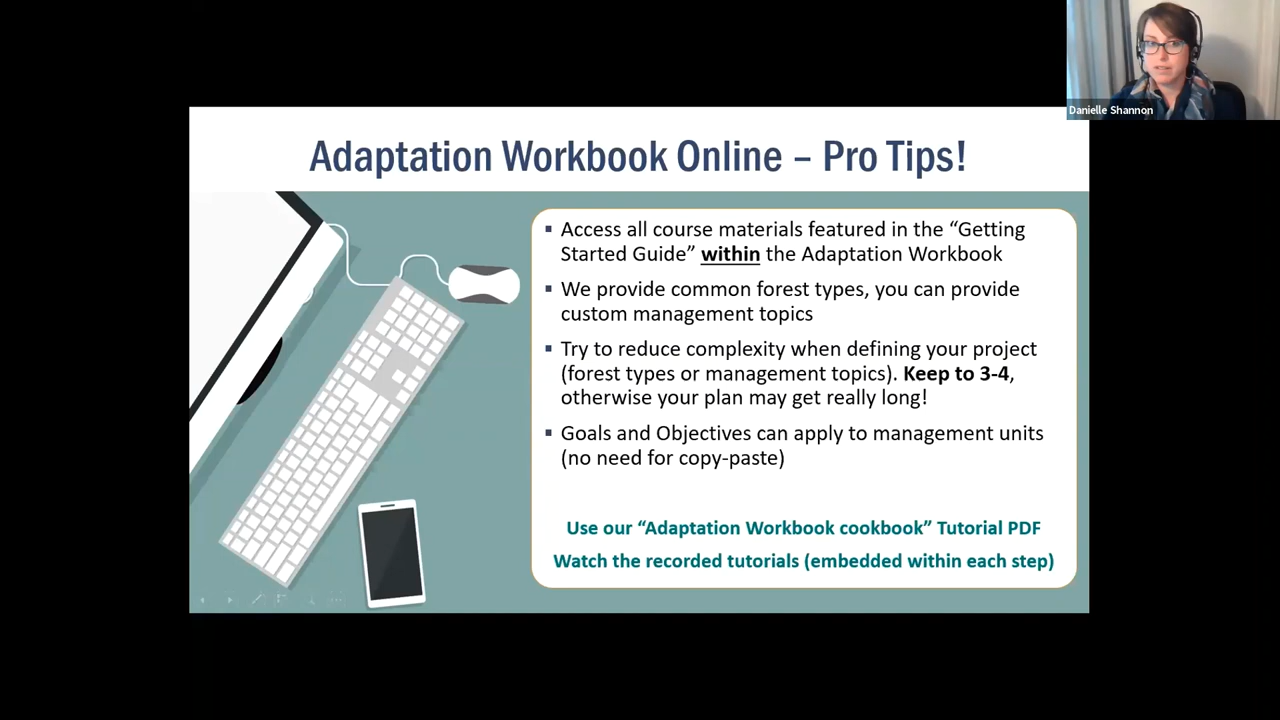 Danielle Shannon
Adaptation Workbook Online – Pro Tips!
▪ Access all course materials featured in the “Getting
Started Guide” within the Adaptation Workbook
▪ We provide common forest types, you can provide
custom management topics
▪ Try to reduce complexity when defining your project
(forest types or management topics). Keep to 3-4,
otherwise your plan may get really long!
▪ Goals and Objectives can apply to management units
(no need for copy-paste)
Use our “Adaptation Workbook cookbook” Tutorial PDF
Watch the recorded tutorials (embedded within each step)